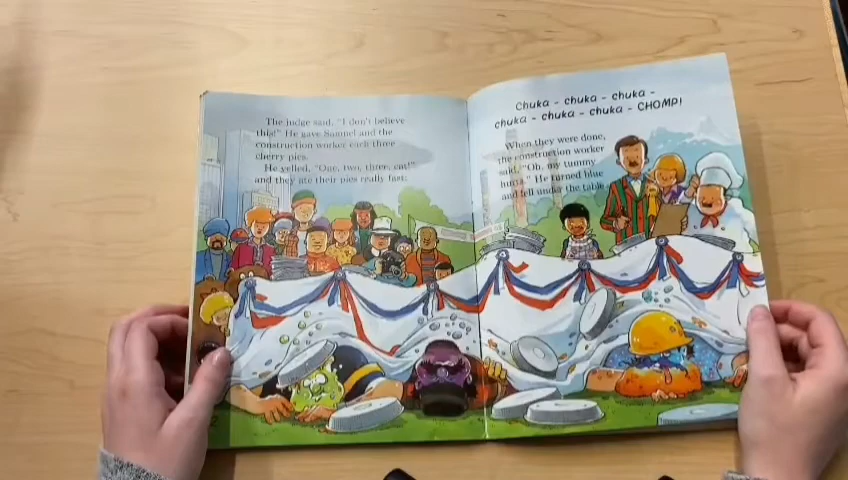 The judge said, "I don't believe
this!" He gave Samuel and the
construction worker each three
cherry pies.
He yelled, "One, two, three, eat!"
and they ate their pies really fast.
Chuka - chuka - chuka -
chuka - chuka - chuka - CHOMP!
When they were done,
the construction worker
said, "Oh, my tummy
hurts." He turned blue
and fell under the table.